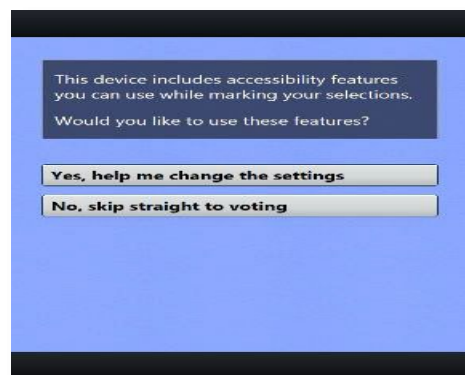 This device includes accessibility features
you can use while marking your selections.
Would you like to use these features?
Yes, help me change the settings
No, skip straight to voting